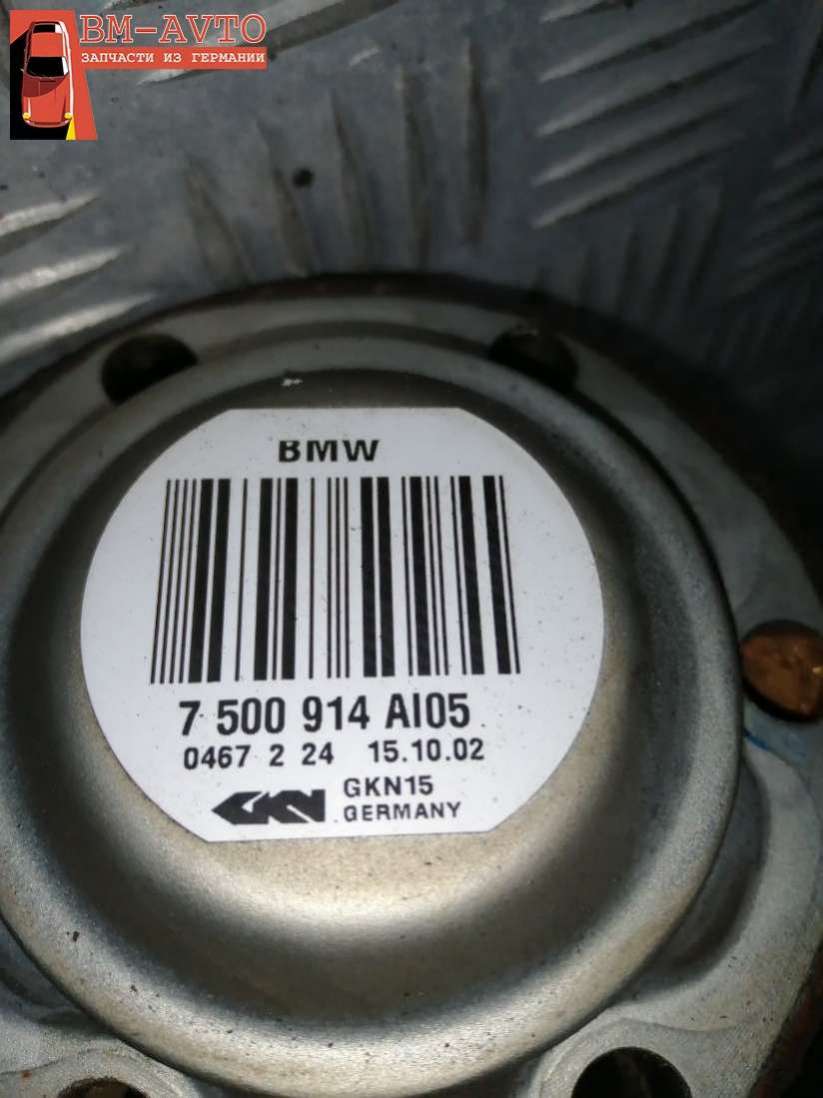 BM-AVTO
ЗАПЧАСТИ ИЗ ГЕРМАНИИ
BMW
7 500 914 AI05
0467 2 24 15.10.02
GKN GKN15
GERMANY